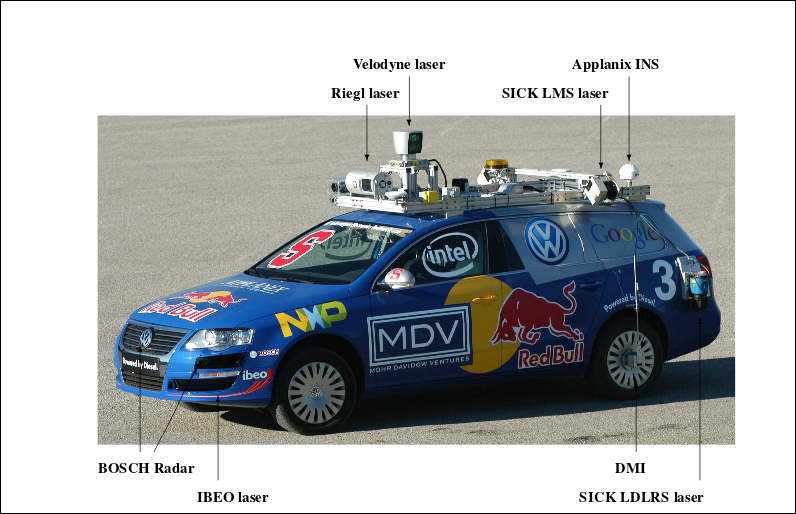 Velodyne laser
Applanix INS
Riegl laser
SICK LMS laser
intel
Google
S
intel
S
3
Powered by Diesel.
Red Bull
NXP
MDV
MOHR DAVIDOW VENTURES
Red Bull
Powered by Diesel.
BOSCH
ibeo
BOSCH Radar
DMI
IBEO laser
SICK LDLRS laser